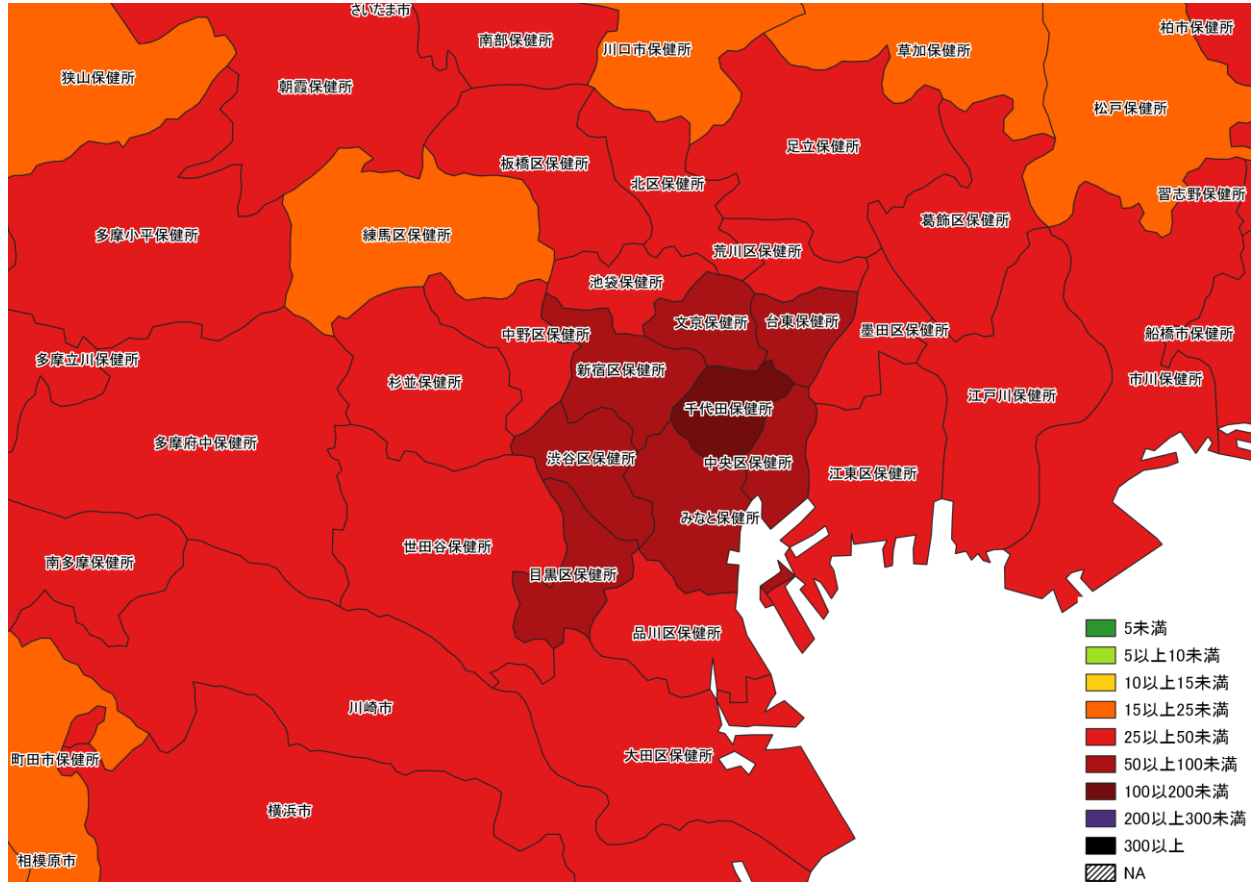 さいたま市
南部保健所
川口市保健所
草加保健所
柏市保健所
狭山保健所
朝霞保健所
松戸保健所
板橋区保健所
足立保健所
北区保健所
習志野保健所
多摩小平保健所
練馬区保健所
葛飾区保健所
荒川区保健所
池袋保健所
文京保健所
台東保健所
中野区保健所
墨田区保健所
船橋市保健所
多摩立川保健所
新宿区保健所
杉並保健所
市川保健所
江戸川保健所
千代田保健所
多摩府中保健所
渋谷区保健所
中央区保健所
江東区保健所
みなと保健所
世田谷保健所
南多摩保健所
目黒区保健所
品川区保健所
川崎市
大田区保健所
町田市保健所
横浜市
相模原市
5未満
5以上10未満
10以上15未満
15以上25未満
25以上50未満
50以上100未満
100以200未満
200以上300未満
300以上
NA